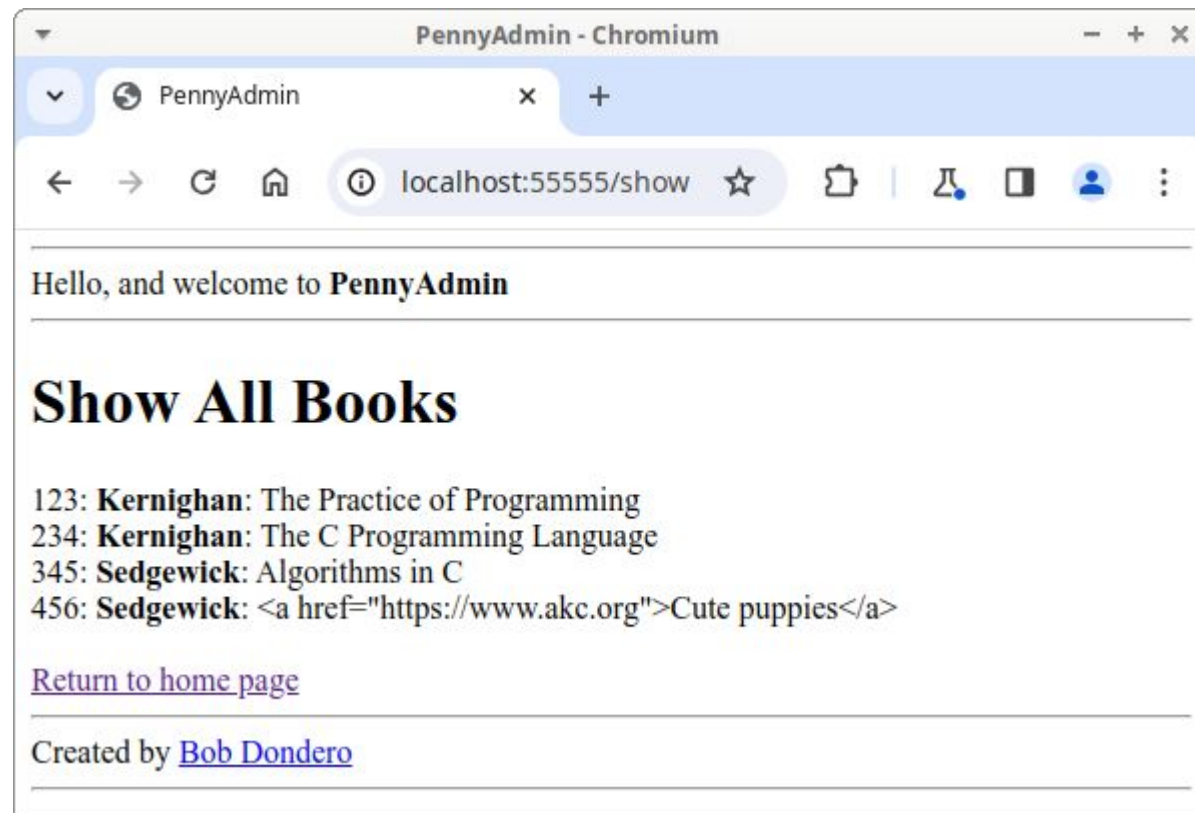 PennyAdmin - Chromium
PennyAdmin
localhost:55555/show
Hello, and welcome to PennyAdmin
Show All Books
123: Kernighan: The Practice of Programming
234: Kernighan: The C Programming Language
345: Sedgewick: Algorithms in C
456: Sedgewick: <a href="https://www.akc.org">Cute puppies</a>
Return to home page
Created by Bob Dondero